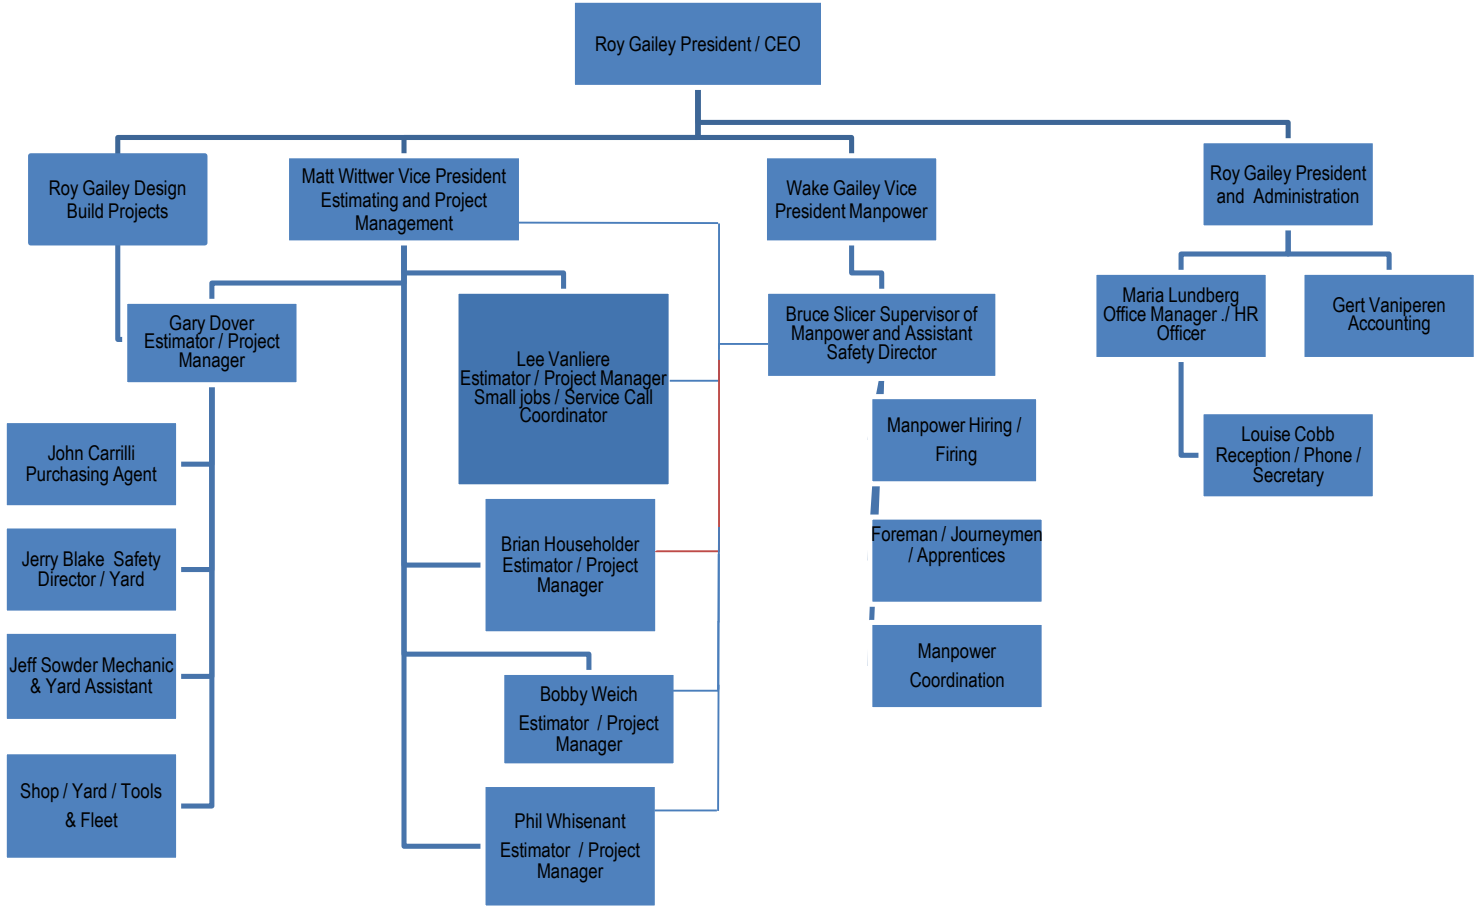 Roy Gailey President / CEO
Roy Gailey Design
Build Projects
Matt Wittwer Vice President
Estimating and Project
Management
Wake Gailey Vice
President Manpower
Roy Gailey President
and Administration
Gary Dover
Estimator / Project
Manager
Lee Vanliere
Estimator / Project Manager
Small jobs / Service Call
Coordinator
Bruce Slicer Supervisor of
Manpower and Assistant
Safety Director
Maria Lundberg
Office Manager ./ HR
Officer
Gert Vaniperen
Accounting
John Carrilli
Purchasing Agent
Manpower Hiring /
Firing
Louise Cobb
Reception / Phone /
Secretary
Jerry Blake Safety
Director / Yard
Brian Householder
Estimator / Project
Manager
Foreman / Journeymen
/ Apprentices
Jeff Sowder Mechanic
& Yard Assistant
Bobby Weich
Estimator / Project
Manager
Manpower
Coordination
Shop / Yard / Tools
& Fleet
Phil Whisenant
Estimator / Project
Manager